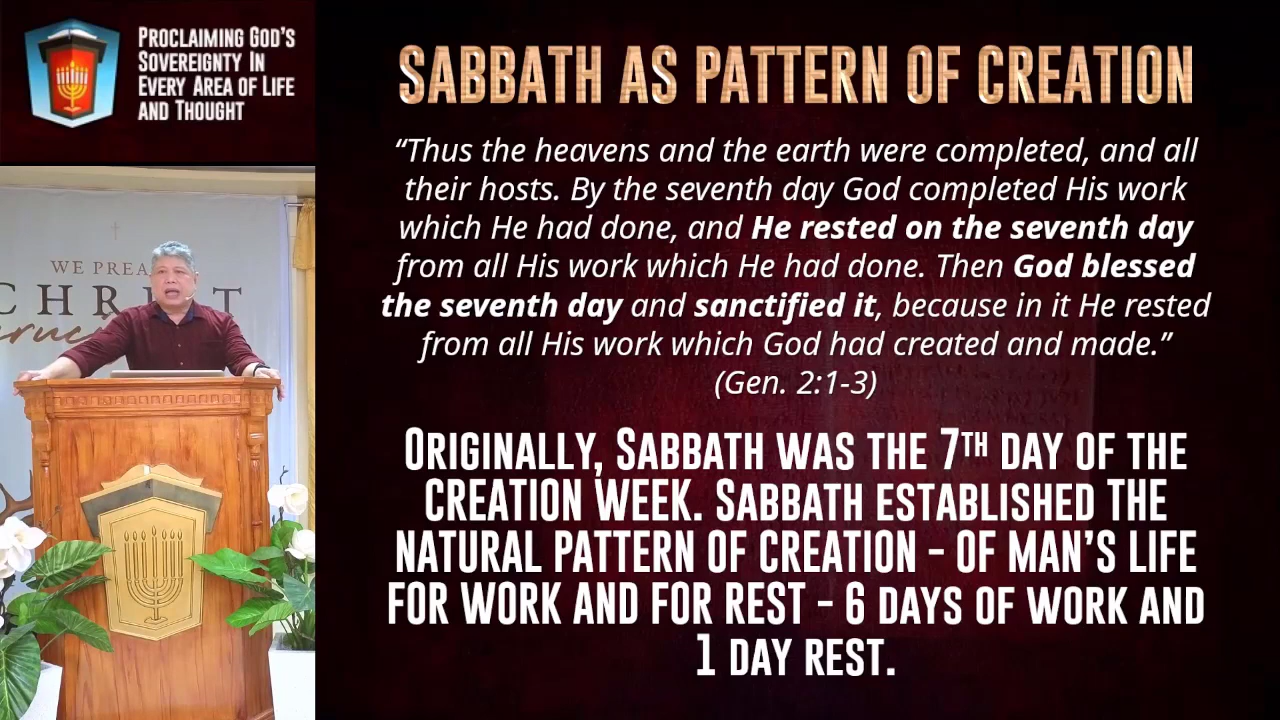 PROCLAIMING GOD'S
SOVEREIGNTY IN
EVERY AREA OF LIFE
AND THOUGHT
WE PREA
CHRIST
SABBATH AS PATTERN OF CREATION
“Thus the heavens and the earth were completed, and all
their hosts. By the seventh day God completed His work
which He had done, and He rested on the seventh day
from all His work which He had done. Then God blessed
the seventh day and sanctified it, because in it He rested
from all His work which God had created and made.”
(Gen. 2:1-3)
ORIGINALLY, SABBATH WAS THE 7TH DAY OF THE
CREATION WEEK. SABBATH ESTABLISHED THE
NATURAL PATTERN OF CREATION – OF MAN'S LIFE
FOR WORK AND FOR REST – 6 DAYS OF WORK AND
1 DAY REST.